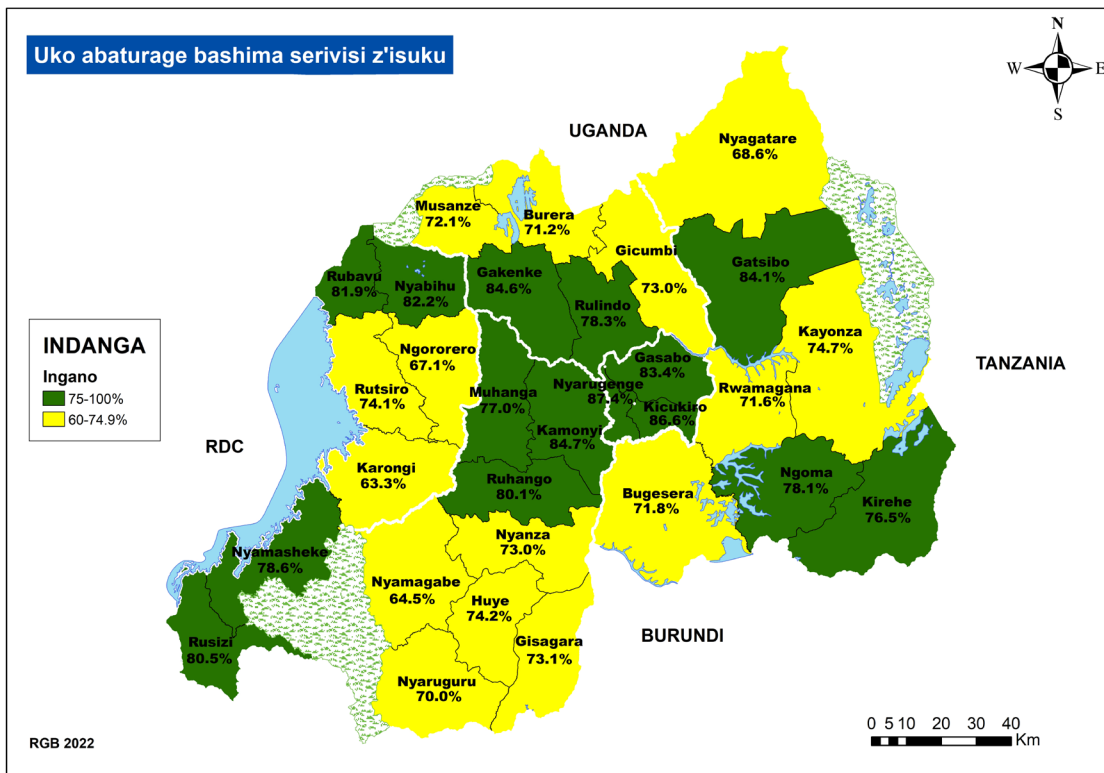 Uko abaturage bashima serivisi z'isuku
N
W E
S
UGANDA
Nyagatare
68.6%
Musanze
72.1%
Burera
71.2%
Gicumbi
73.0%
Gatsibo
84.1%
Rubavu
81.9%
Nyabihu
82.2%
Gakenke
84.6%
Rulindo
78.3%
Kayonza
74.7%
INDANGA
Ingano
75-100%
60-74.9%
Ngororero
67.1%
Rutsiro
74.1%
Muhanga
77.0%
Nyarugenge
87.4%
Gasabo
83.4%
Kicukiro
86.6%
Rwamagana
71.6%
TANZANIA
Kamonyi
84.7%
RDC
Karongi
63.3%
Ruhango
80.1%
Bugesera
71.8%
Ngoma
78.1%
Kirehe
76.5%
Nyamasheke
78.6%
Nyanza
73.0%
Nyamagabe
64.5%
Huye
74.2%
Gisagara
73.1%
BURUNDI
Rusizi
80.5%
Nyaruguru
70.0%
RGB 2022
0 5 10 20 30 40
Km